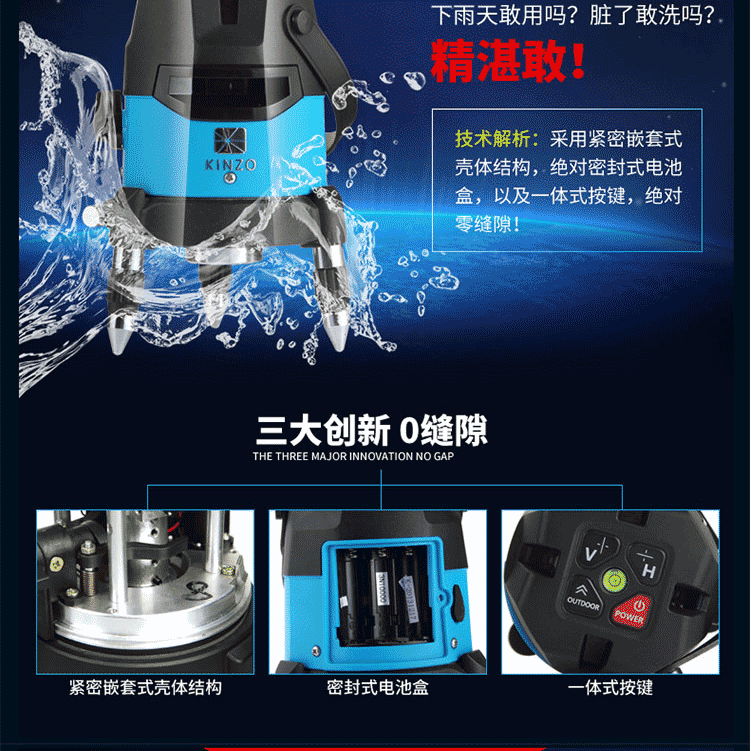 下雨天敢用吗？脏了敢洗吗？
精湛敢！
技术解析：采用紧密嵌套式
壳体结构，绝对密封式电池
盒，以及一体式按键，绝对
零缝隙！
KINZO
三大创新 0缝隙
THE THREE MAJOR INNOVATION NO GAP
V
H
OUTDOOR
POWER
紧密嵌套式壳体结构
密封式电池盒
一体式按键